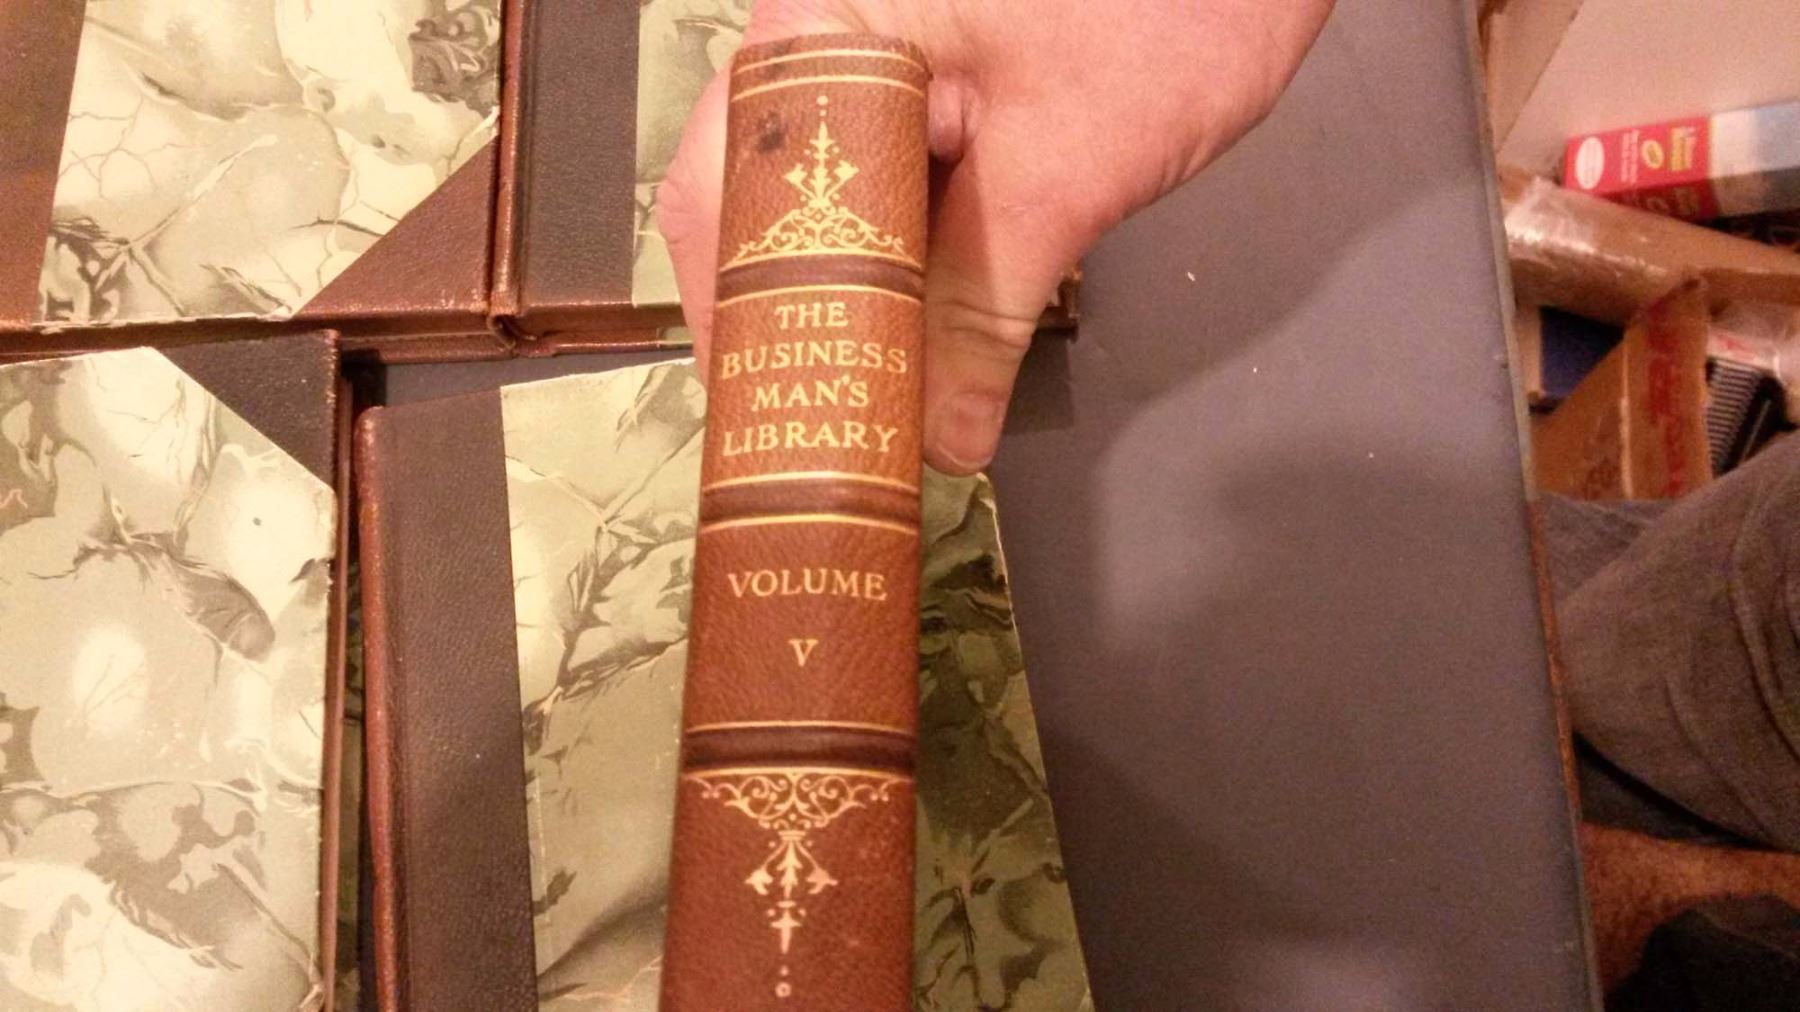 THE
BUSINESS
MAN'S
LIBRARY
VOLUME
V